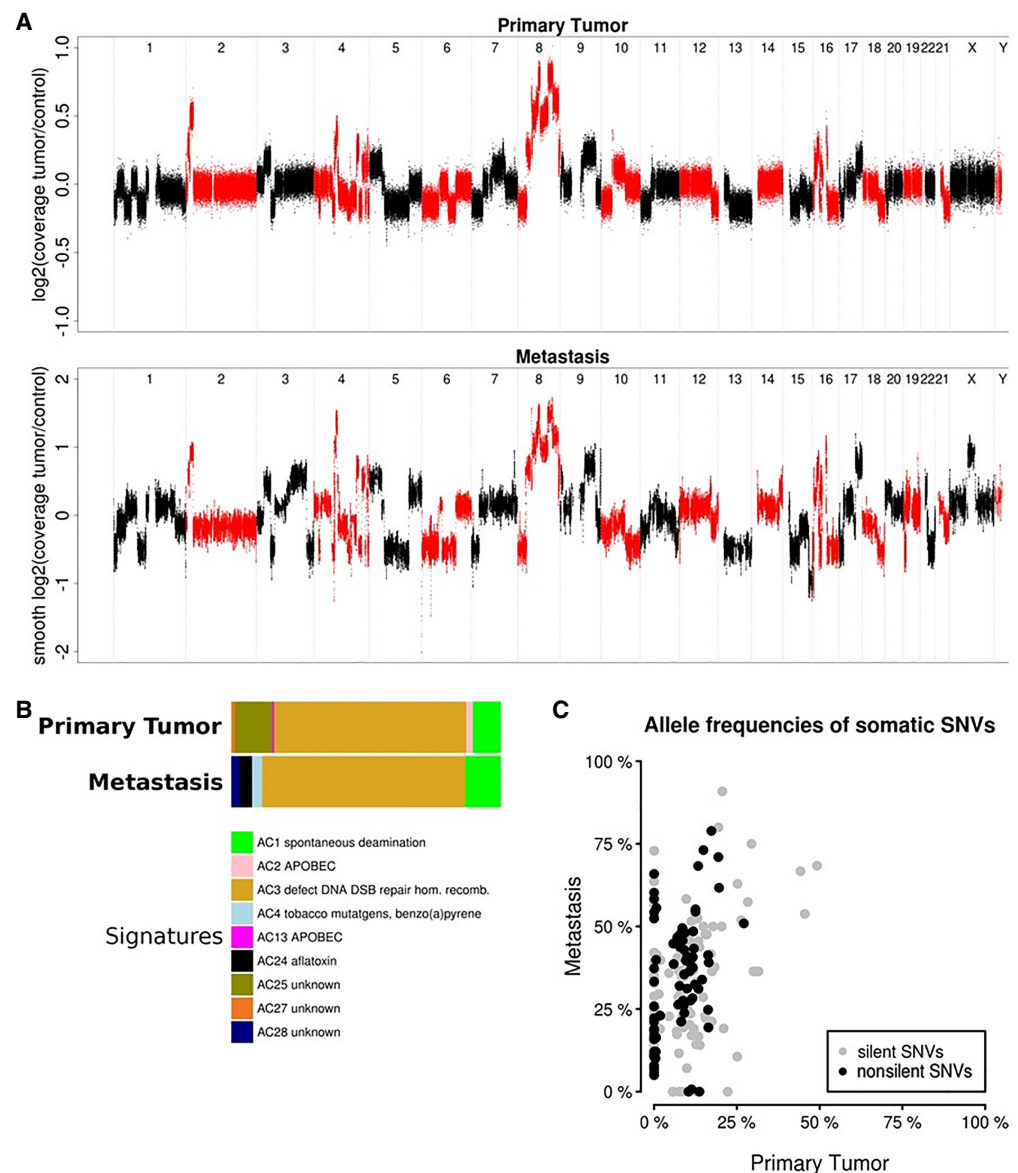 A
Primary Tumor
1 2 3 4 5 6 7 8 9 10 11 12 13 14 15 16 17 18 20 19 22 21 X Y
1.0
0.5
0.0
-0.5
-1.0
log2(coverage tumor/control)
Metastasis
1 2 3 4 5 6 7 8 9 10 11 12 13 14 15 16 17 18 20 19 22 21 X Y
2
1
0
-1
-2
smooth log2(coverage tumor/control)
B
Primary Tumor
Metastasis
Signatures
AC1 spontaneous deamination
AC2 APOBEC
AC3 defect DNA DSB repair hom. recomb.
AC4 tobacco mutatgens, benzo(a)pyrene
AC13 APOBEC
AC24 aflatoxin
AC25 unknown
AC27 unknown
AC28 unknown
C
Allele frequencies of somatic SNVs
100 %
75 %
50 %
25 %
0 %
Metastasis
silent SNVs
nonsilent SNVs
0 % 25 % 50 % 75 % 100 %
Primary Tumor